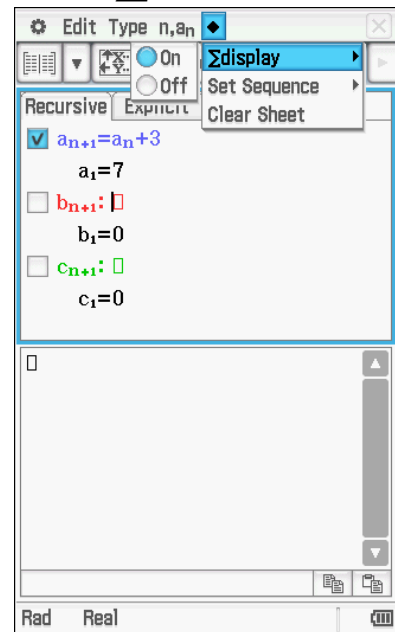 Edit Type n,aₙ ◆
On Σdisplay
Off Set Sequence
Clear Sheet
Recursive Explicit
aₙ₊₁=aₙ+3
a₁=7
bₙ₊₁:
b₁=0
cₙ₊₁:
c₁=0
Rad Real